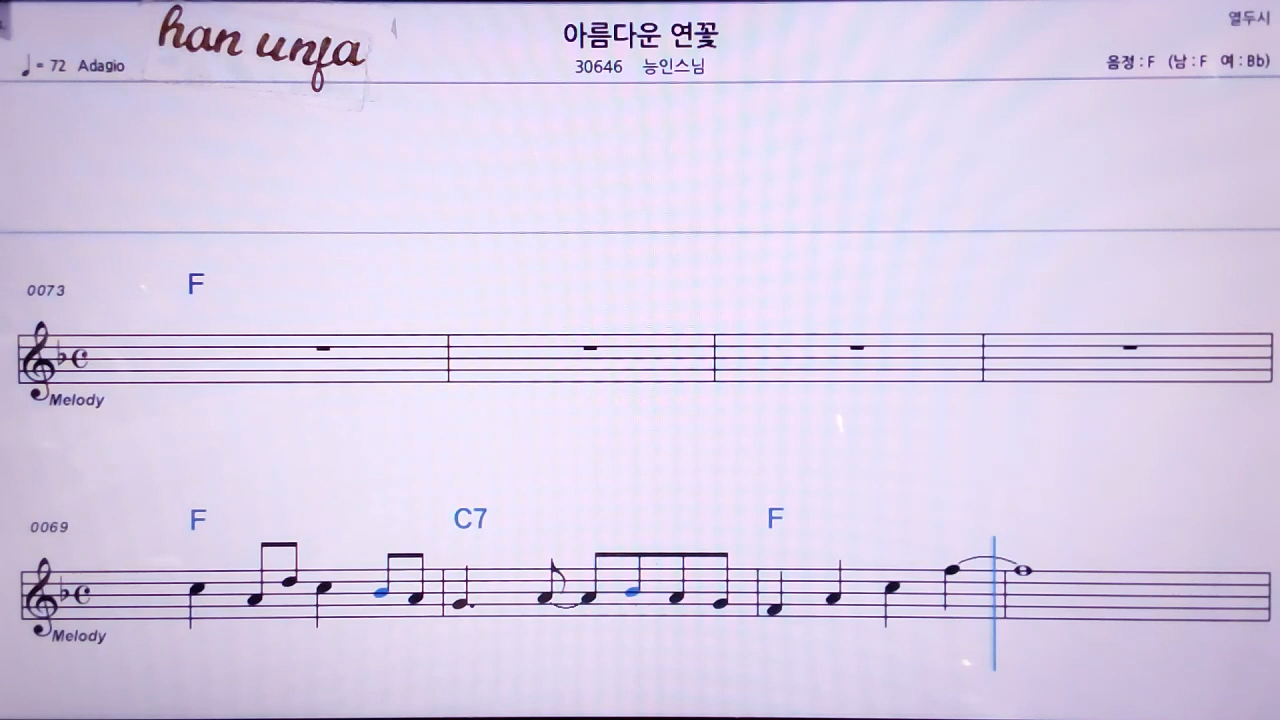 han unfa
아름다운 연꽃
열두시
♩= 72 Adagio
30646 능인스님
음정 : F (남 : F 여 : Bb)
0073
F
Melody
0069
F C7 F
Melody